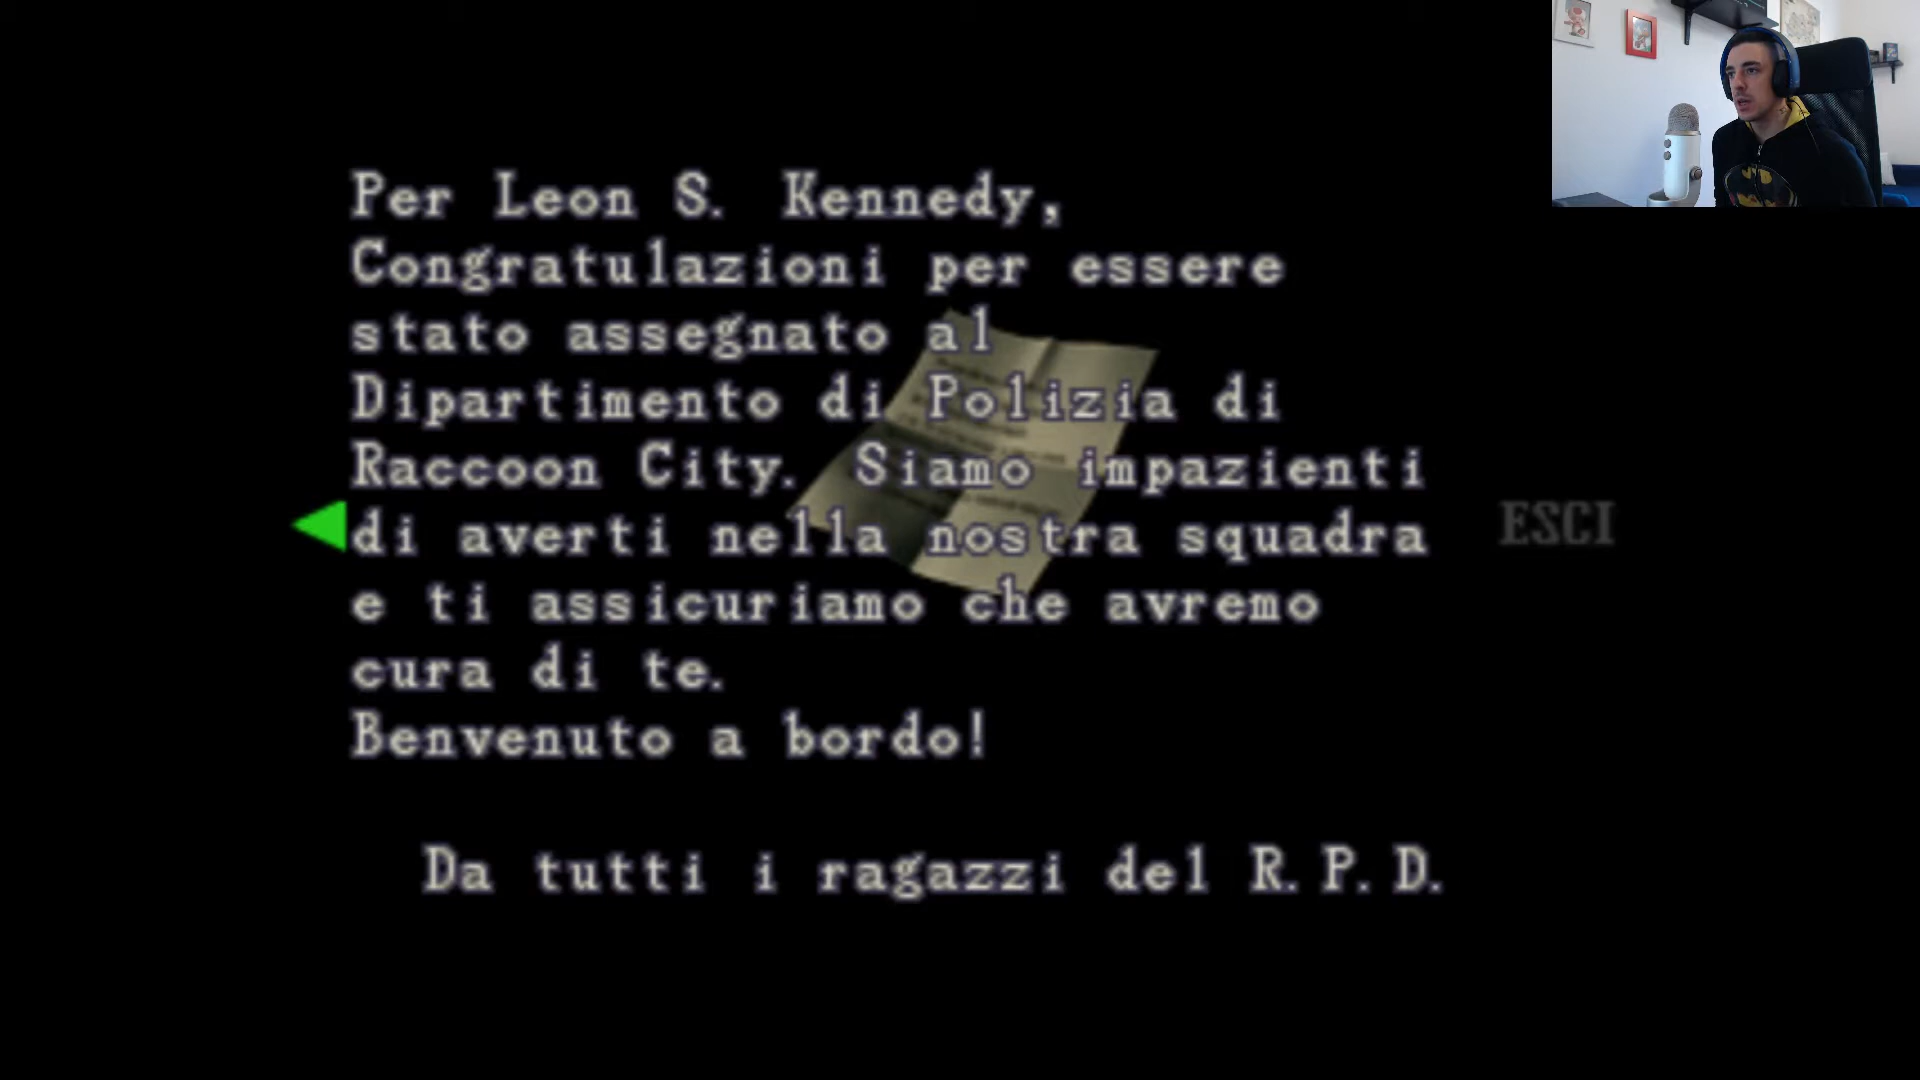 Per Leon S. Kennedy,
Congratulazioni per essere
stato assegnato al
Dipartimento di Polizia di
Raccoon City. Siamo impazienti
di averti nella nostra squadra
e ti assicuriamo che avremo
cura di te.
Benvenuto a bordo!
Da tutti i ragazzi del R.P.D.
ESCI